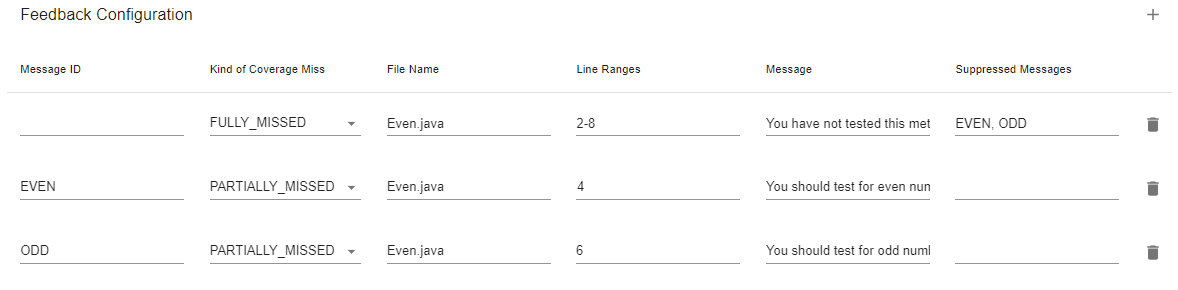 Feedback Configuration
Message ID Kind of Coverage Miss File Name Line Ranges Message Suppressed Messages
FULLY_MISSED Even.java 2-8 You have not tested this met EVEN, ODD
EVEN PARTIALLY_MISSED Even.java 4 You should test for even
ODD PARTIALLY_MISSED Even.java 6 You should test for odd